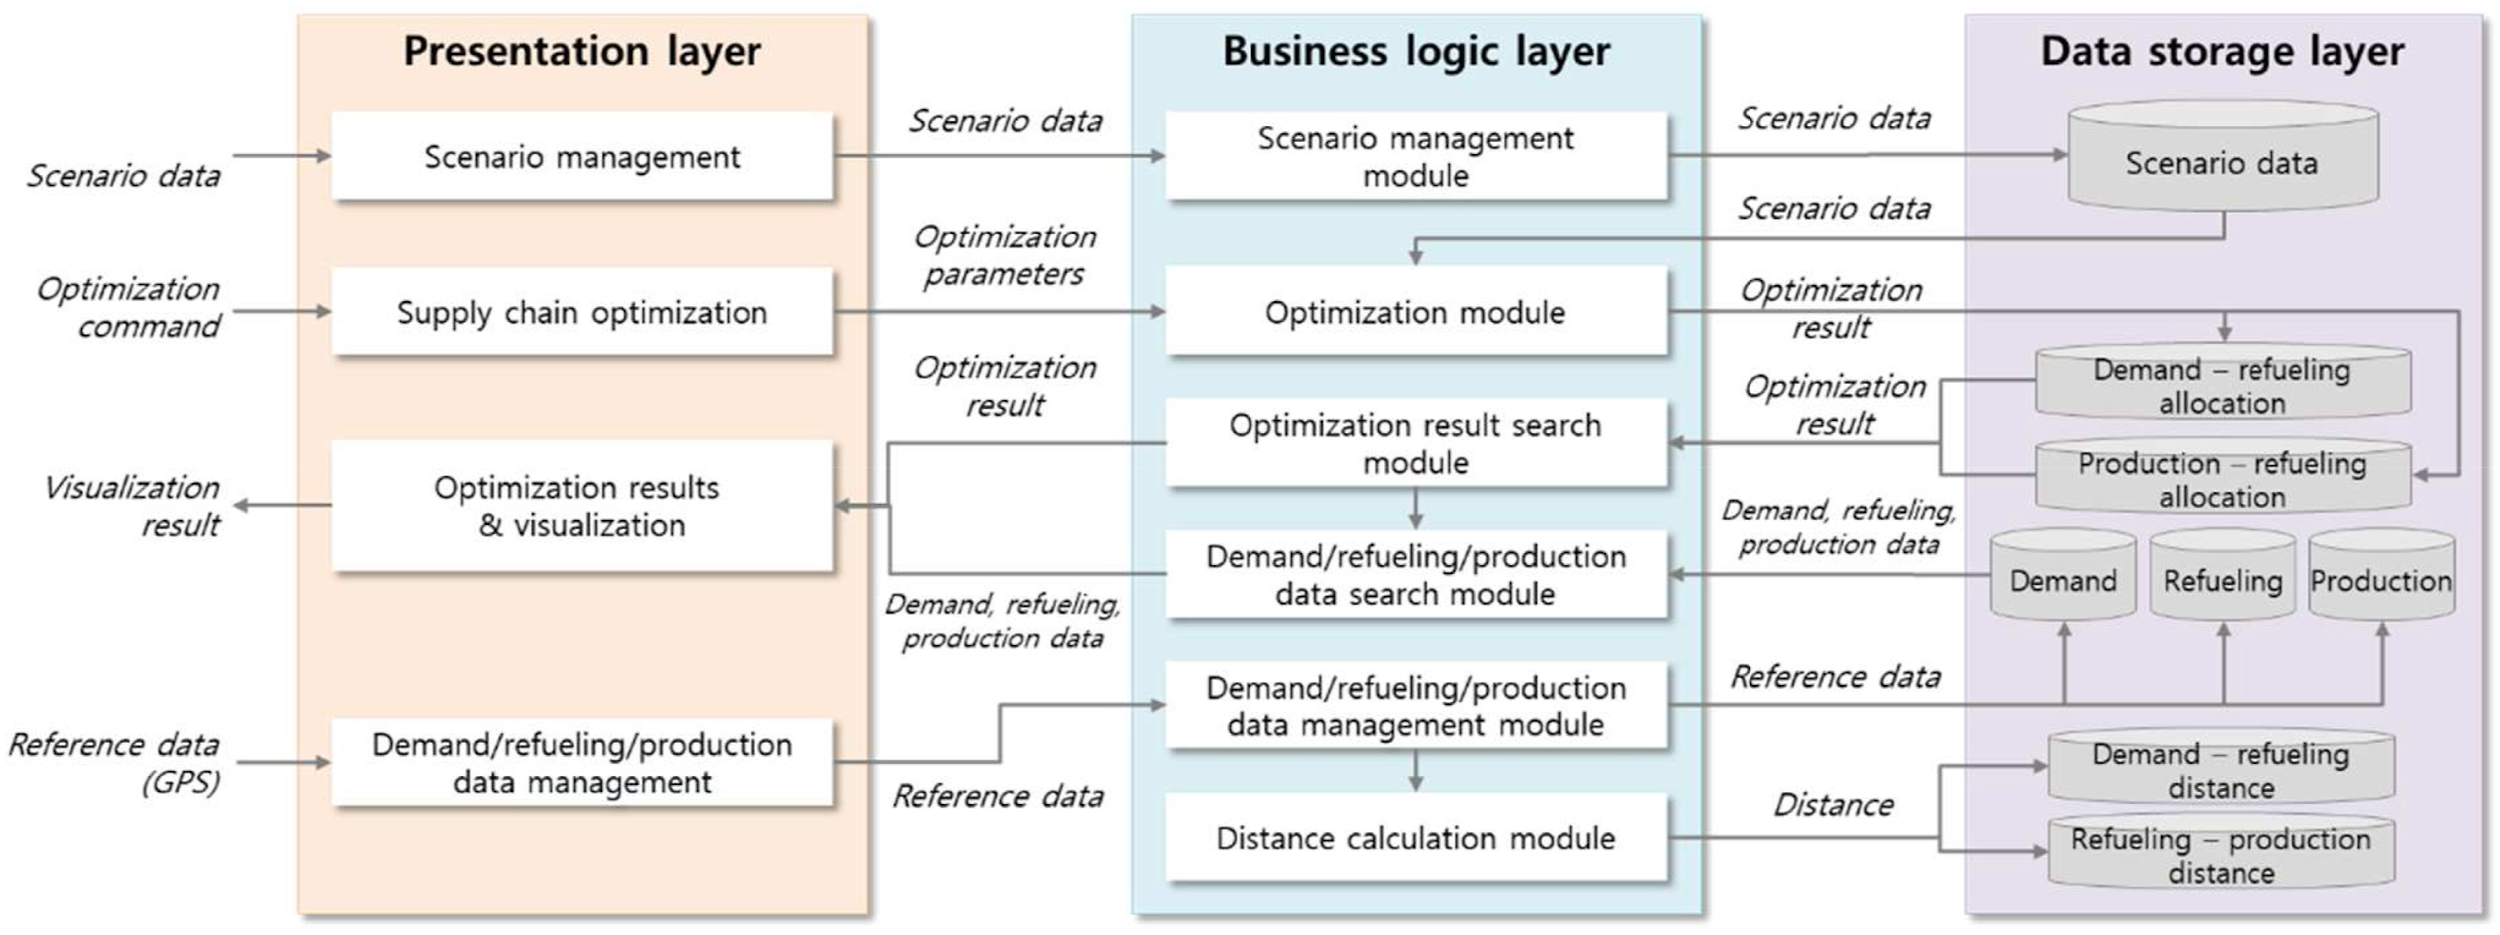 Presentation layer
Business logic layer
Data storage layer
Scenario data
Scenario management
Scenario data
Scenario management
module
Scenario data
Scenario data
Scenario data
Optimization
command
Supply chain optimization
Optimization
parameters
Optimization module
Optimization
result
Demand – refueling
allocation
Production – refueling
allocation
Optimization
result
Optimization result search
module
Optimization
result
Visualization
result
Optimization results
& visualization
Demand, refueling,
production data
Demand/refueling/production
data search module
Demand, refueling,
production data
Demand
Refueling
Production
Reference data
(GPS)
Demand/refueling/production
data management
Reference data
Demand/refueling/production
data management module
Reference data
Distance calculation module
Distance
Demand – refueling
distance
Refueling – production
distance